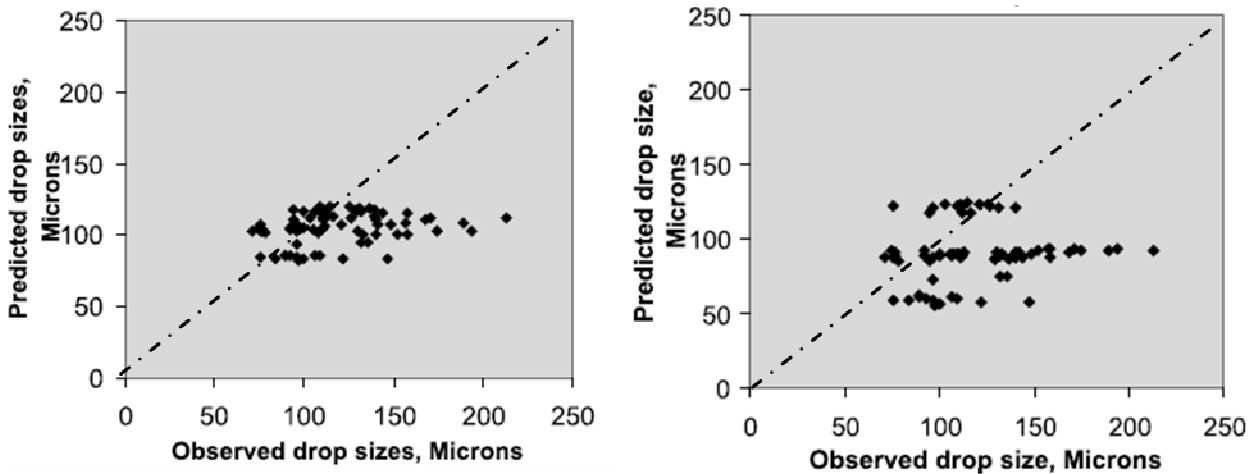 Predicted drop sizes,
Microns
250
200
150
100
50
0
0 50 100 150 200 250
Observed drop sizes, Microns
Predicted drop size,
Microns
250
200
150
100
50
0
0 50 100 150 200 250
Observed drop size, Microns